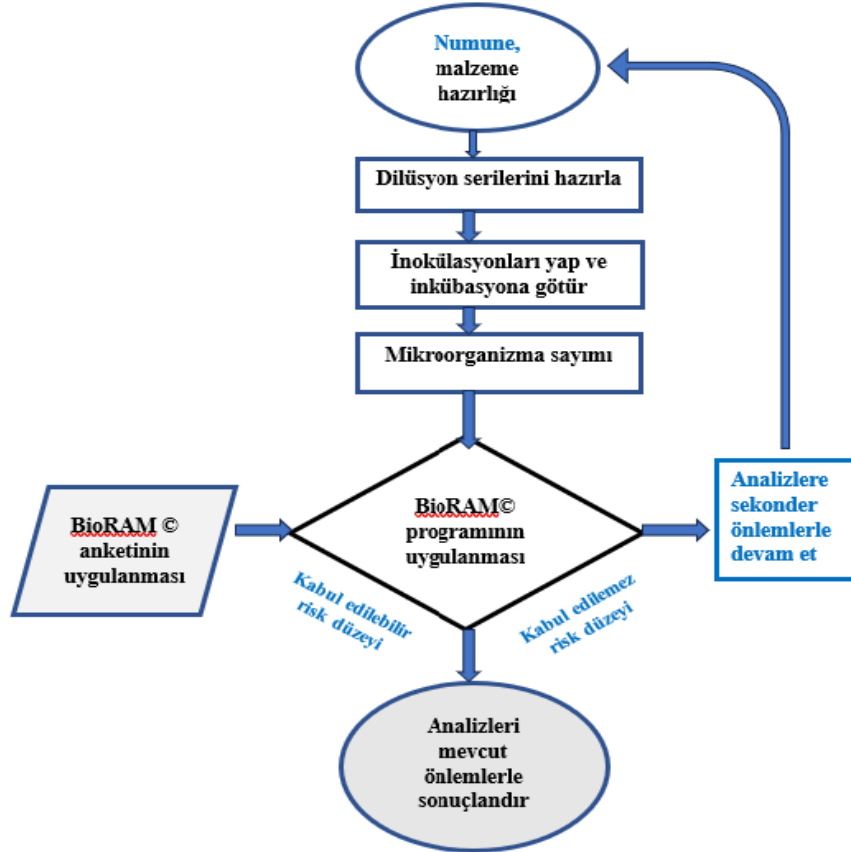 Numune,
malzeme
hazırlığı
Dilüsyon serilerini hazırla
İnokülasyonları yap ve
inkübasyona götür
Mikroorganizma sayımı
BioRAM ©
anketinin
uygulanması
BioRAM©
programının
uygulanması
Analizlere
sekonder
önlemlerle
devam et
Kabul edilebilir
risk düzeyi
Kabul edilemez
risk düzeyi
Analizleri
mevcut
önlemlerle
sonuçlandır